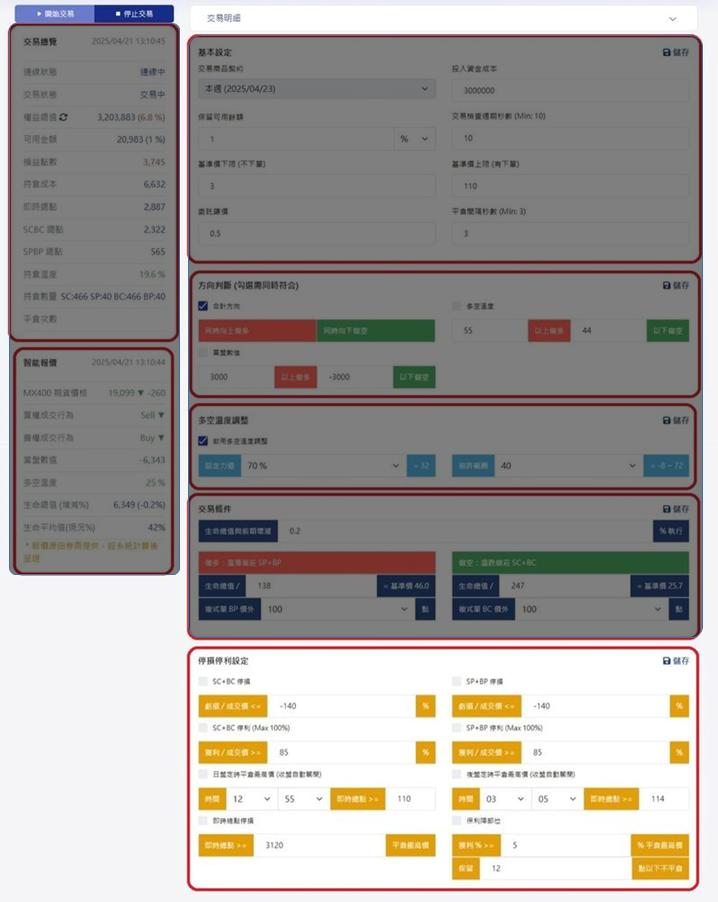 開始交易
停止交易
交易明細
交易總覽 2025/04/21 13:10:45
連線狀態 連線中
交易狀態 交易中
權益總值 3,203,883 (6.8 %)
可用金額 20,983 (1 %)
損益點數 3,745
持倉成本 6,632
即時總點 2,887
SCBC 總點 2,322
SPBP 總點 565
持倉溫度 19.6 %
持倉數量 SC:466 SP:40 BC:466 BP:40
平倉次數
智能報價 2025/04/21 13:10:44
MX400 期貨價格 19,099 ▼ -260
買權成交行為 Sell ▼
賣權成交行為 Buy ▼
籌盤數值 -6,343
多空溫度 25 %
生命總值 (增減%) 6,349 (-0.2%)
生命平均值(現況%) 42%
* 報價源由券商提供,經系統計算後
呈現
基本設定 儲存
交易商品契約 投入資金成本
本週 (2025/04/23) 3000000
保留可用餘額 交易檢查週期秒數 (Min: 10)
1 % 10
基準價下限 (不下單) 基準價上限 (有下單)
3 110
委託讓價 平倉間隔秒數 (Min: 3)
0.5 3
方向判斷 (勾選需同時符合) 儲存
合計方向 多空溫度
同時向上做多 同時向下做空 55 以上做多 44 以下做空
籌盤數值
3000 以上做多 -3000 以下做空
多空溫度調整 儲存
啟用多空溫度調整
設定力道 70 % = 32 容許範圍 40 = -8 ~ 72
交易條件 儲存
生命總值與前期增減 0.2 % 執行
做多:當漲做莊 SP+BP 做空:當跌做莊 SC+BC
生命總值 / 138 = 基準價 46.0 生命總值 / 247 = 基準價 25.7
複式單 BP 價外 100 點 複式單 BC 價外 100 點
停損停利設定 儲存
SC+BC 停損 SP+BP 停損
虧損 / 成交價 <= -140 % 虧損 / 成交價 <= -140 %
SC+BC 停利 (Max 100%) SP+BP 停利 (Max 100%)
獲利 / 成交價 >= 85 % 獲利 / 成交價 >= 85 %
日盤定時平倉最高價 (收盤自動關閉) 夜盤定時平倉最高價 (收盤自動關閉)
時間 12 55 即時總點 >= 110 時間 03 05 即時總點 >= 114
即時總點停損 保利降部位
即時總點 >= 3120 平倉最高價 獲利 % >= 5 % 平倉最高價
保留 12 點以下不平倉